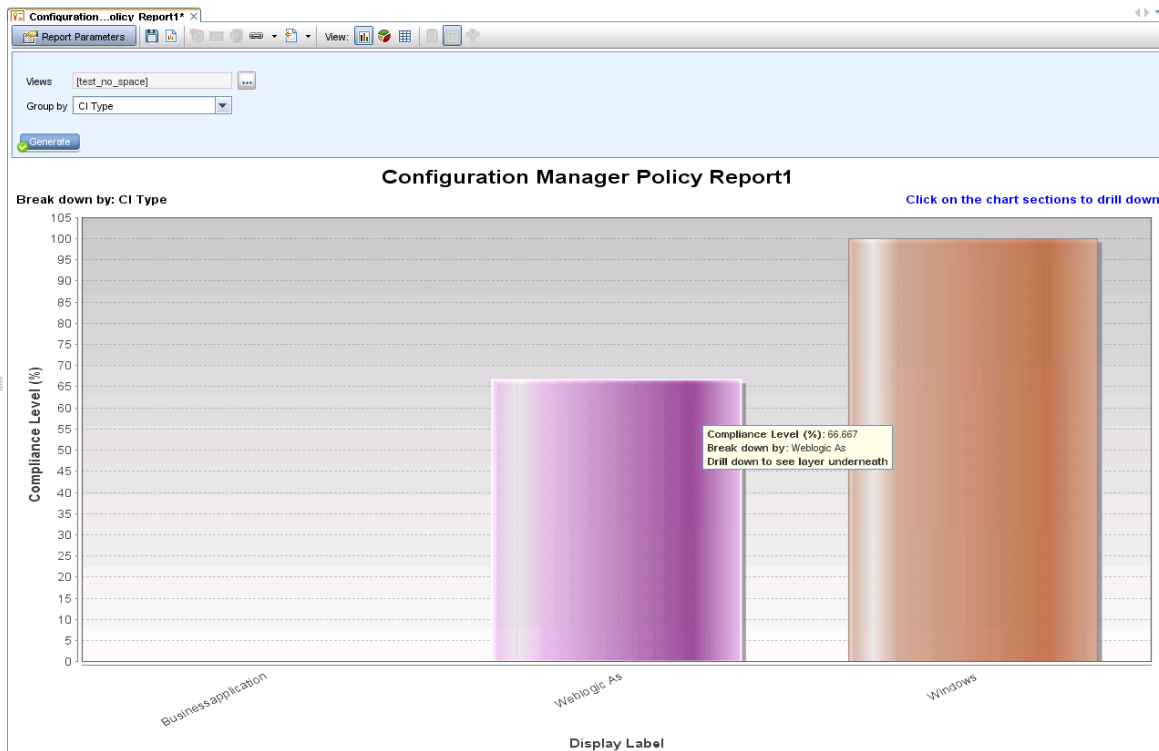 Configuration...olicy Report1*
Report Parameters
View:
Views [test_no_space] ...
Group by CI Type
Generate
Configuration Manager Policy Report1
Break down by: CI Type
Click on the chart sections to drill down
105
100
95
90
85
80
75
70
65
60
55
50
45
40
35
30
25
20
15
10
5
0
Compliance Level (%)
Compliance Level (%): 66.667
Break down by: Weblogic As
Drill down to see layer underneath
Businessapplication
Weblogic As
Windows
Display Label